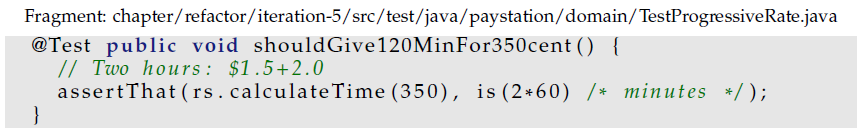 Fragment: chapter/refactor/iteration-5/src/test/java/paystation/domain/TestProgressiveRate.java
@Test public void shouldGive120MinFor350cent() {
// Two hours: $1.5+2.0
assertThat(rs.calculateTime(350), is(2*60) /* minutes */);
}